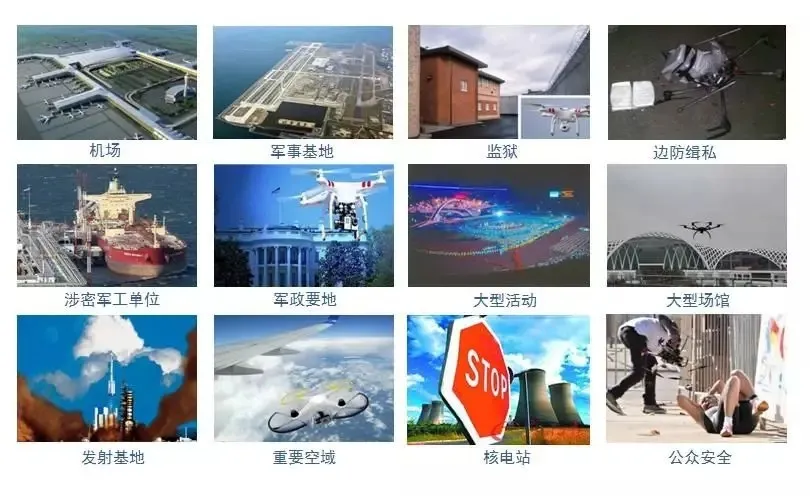 机场
军事基地
监狱
边防缉私
涉密军工单位
军政要地
大型活动
大型场馆
发射基地
重要空域
STOP
核电站
公众安全